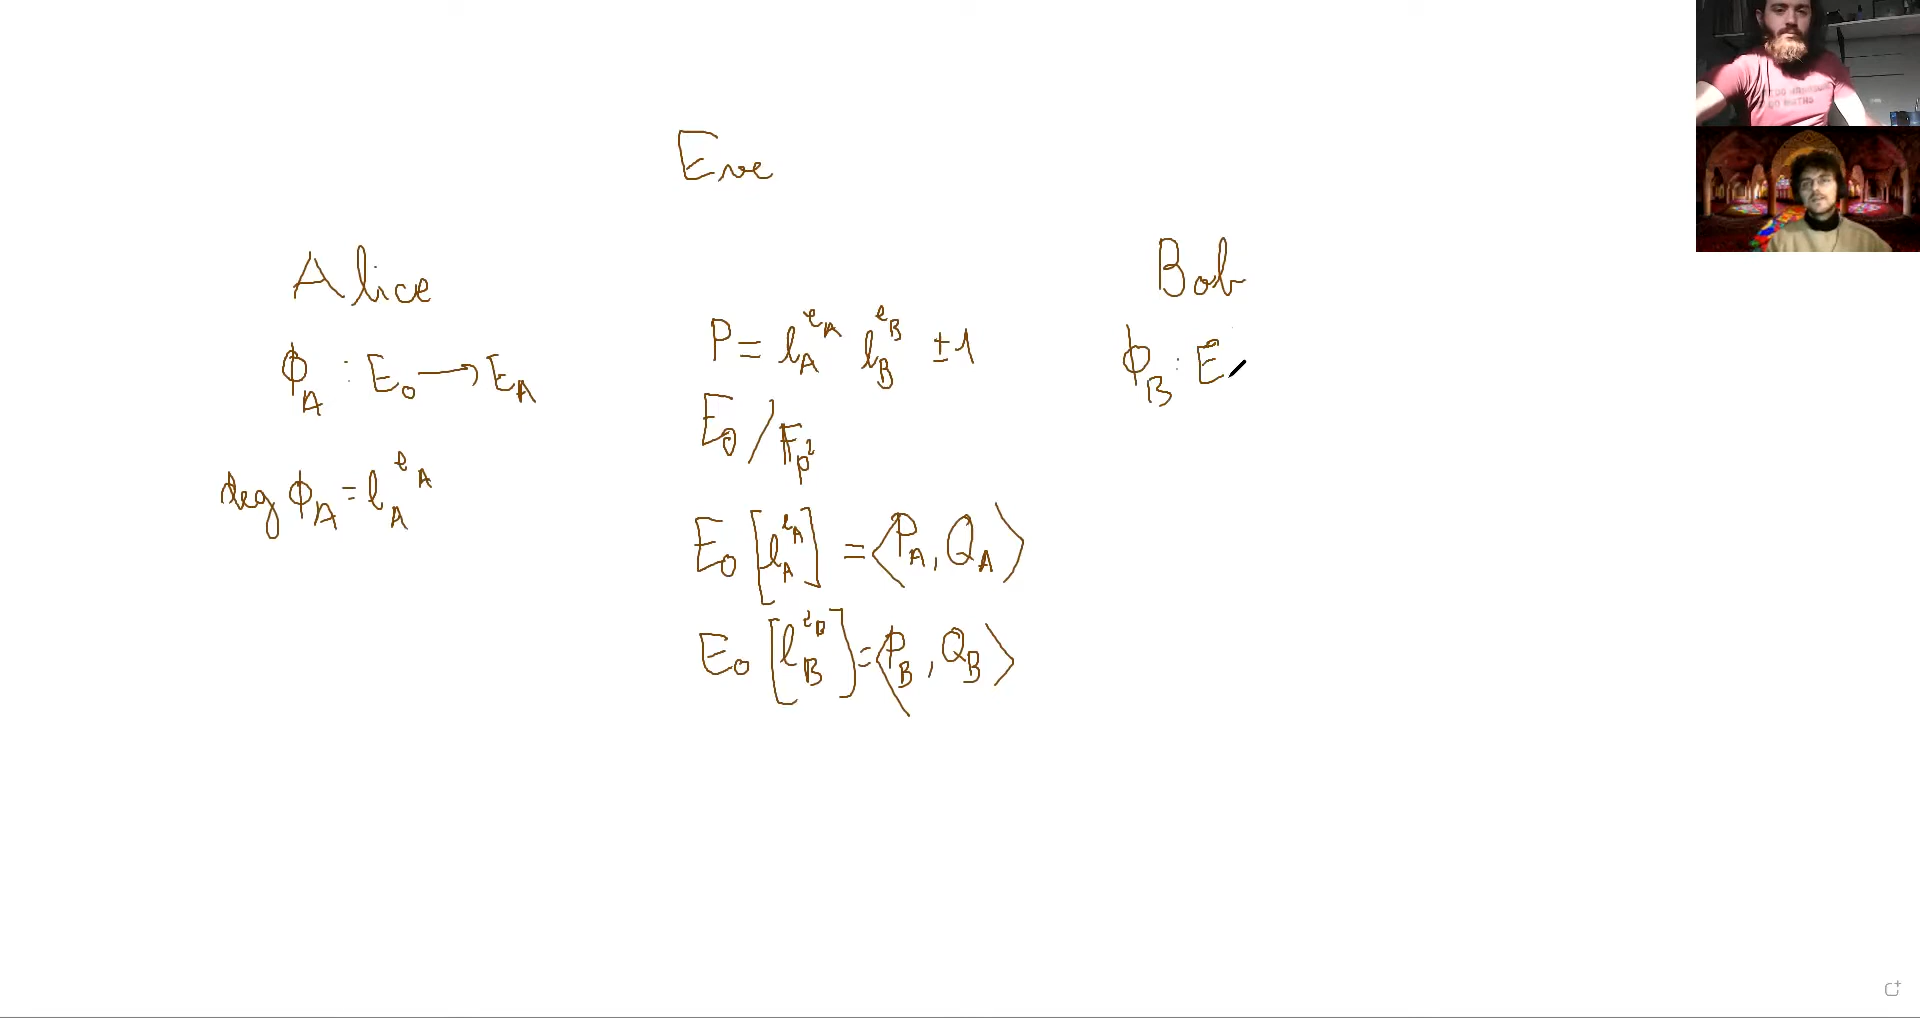 Eve
Alice
Bob
P = l_A^{e_A} l_B^{e_B} ± 1
ϕ_A : E_0 → E_A
ϕ_B : E
E_0 / F_{p^2}
deg ϕ_A = l_A^{e_A}
E_0 [l_A^{e_A}] = ⟨P_A, Q_A⟩
E_0 [l_B^{e_B}] = ⟨P_B, Q_B⟩